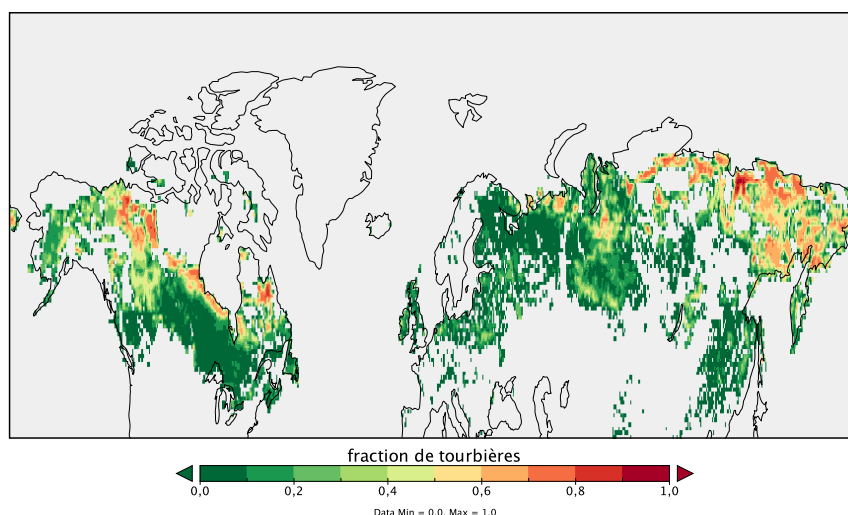 fraction de tourbières
0,0 0,2 0,4 0,6 0,8 1,0
Data Min = 0,0, Max = 1,0